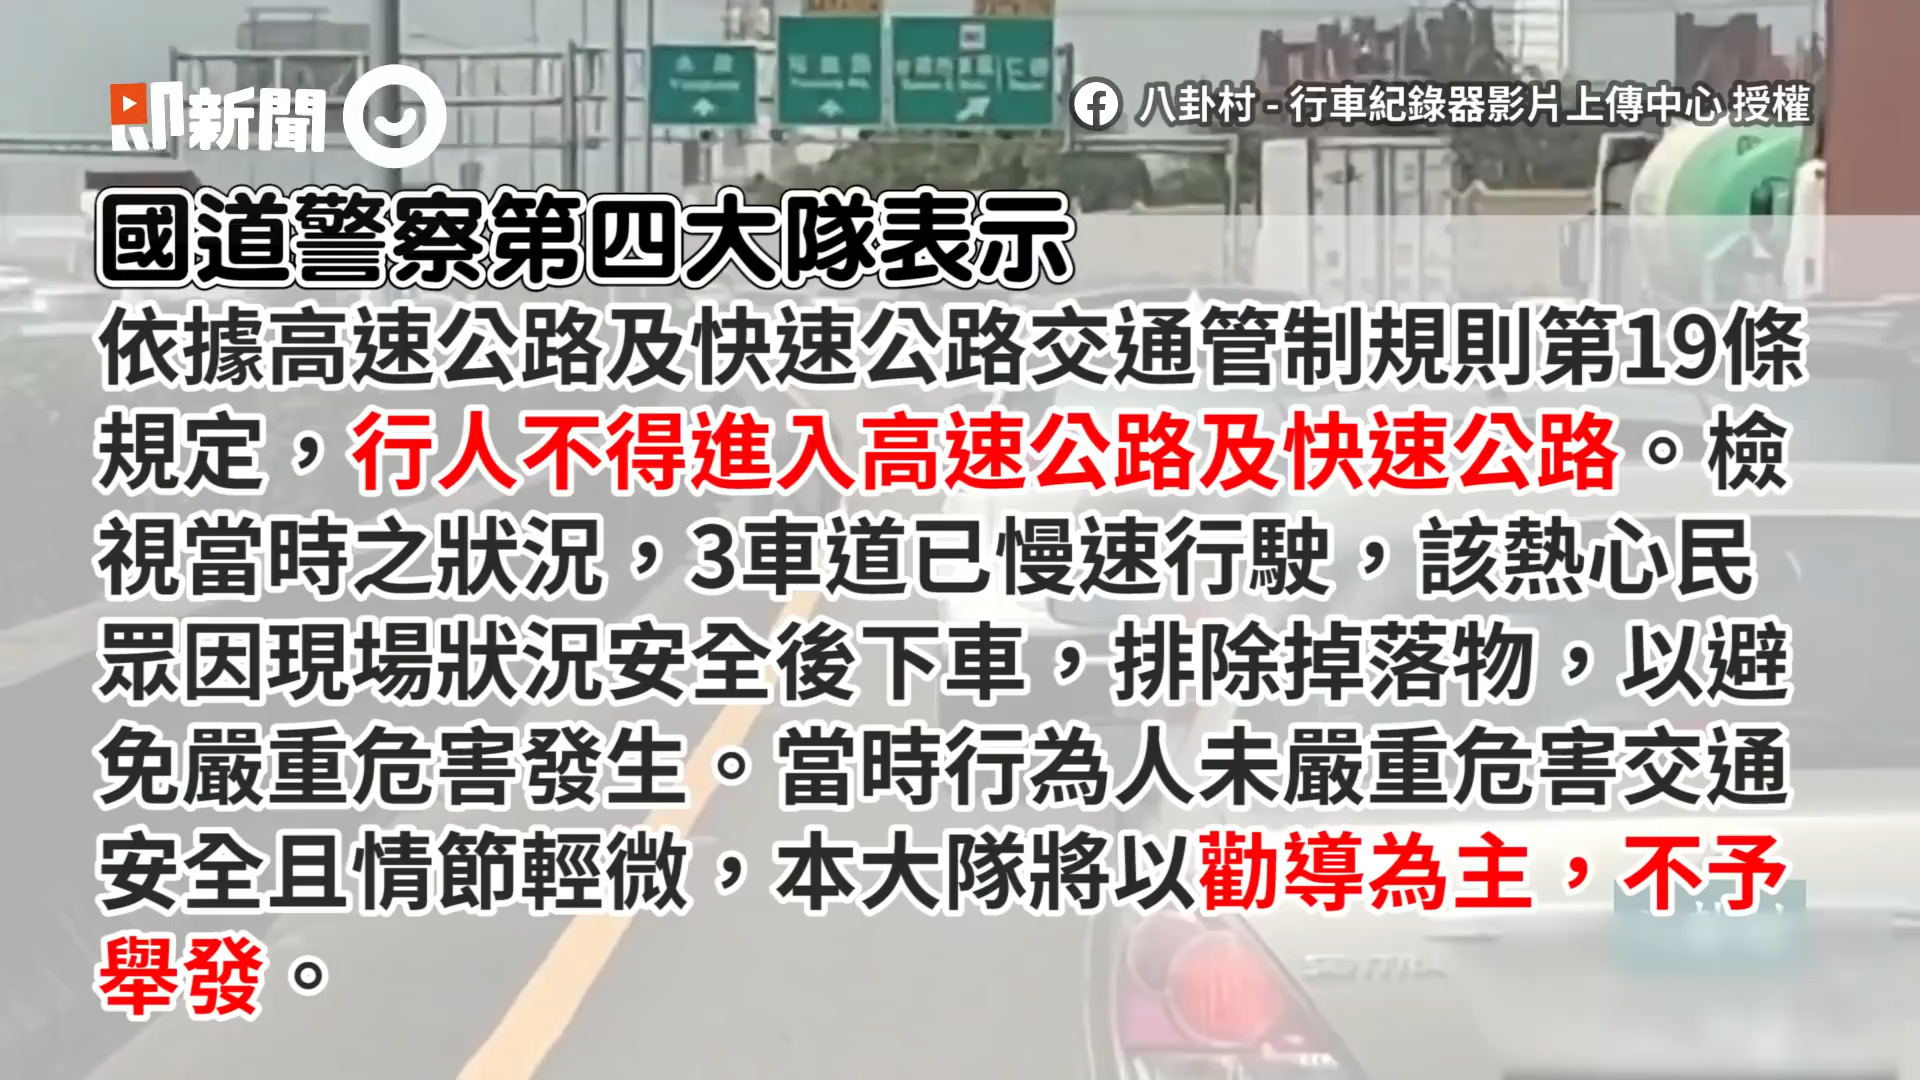 新聞
八卦村 - 行車紀錄器影片上傳中心 授權
國道警察第四大隊表示
依據高速公路及快速公路交通管制規則第19條
規定，行人不得進入高速公路及快速公路。檢
視當時之狀況，3車道已慢速行駛，該熱心民
眾因現場狀況安全後下車，排除掉落物，以避
免嚴重危害發生。當時行為人未嚴重危害交通
安全且情節輕微，本大隊將以勸導為主，不予
舉發。